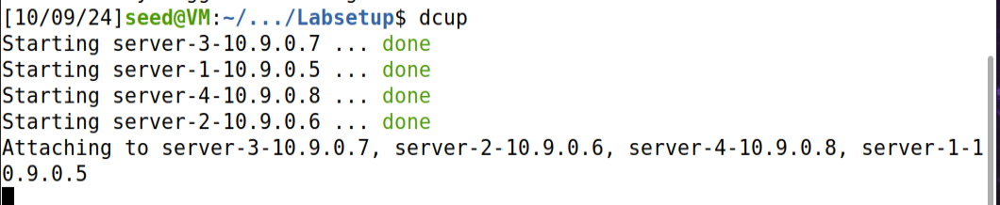 [10/09/24]seed@VM:~/.../Labsetup$ dcup
Starting server-3-10.9.0.7 ... done
Starting server-1-10.9.0.5 ... done
Starting server-4-10.9.0.8 ... done
Starting server-2-10.9.0.6 ... done
Attaching to server-3-10.9.0.7, server-2-10.9.0.6, server-4-10.9.0.8, server-1-1
0.9.0.5